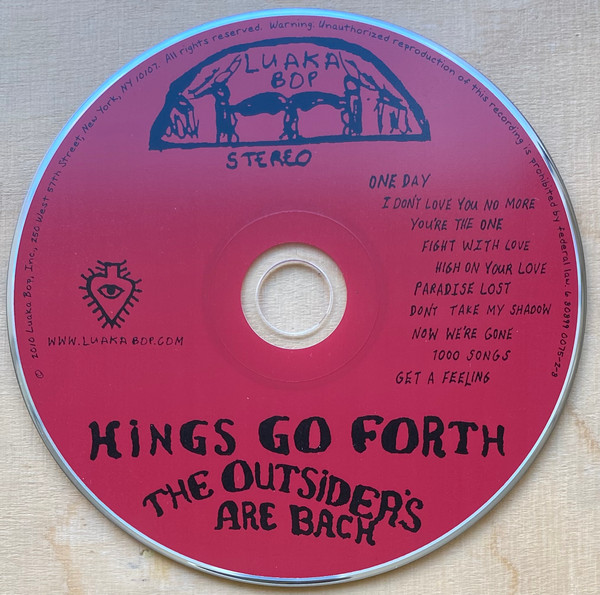 © 2010 Luaka Bop, Inc., 250 West 57th Street, New York, NY 10107. All rights reserved. Warning: Unauthorized reproduction of this recording is prohibited by federal law. 6 80899 0075-2-8
LUAKA
BOP
STEREO
ONE DAY
I DON'T LOVE YOU NO MORE
YOU'RE THE ONE
FIGHT WITH LOVE
HIGH ON YOUR LOVE
PARADISE LOST
DON'T TAKE MY SHADOW
NOW WE'RE GONE
1000 SONGS
GET A FEELING
WWW.LUAKABOP.COM
KINGS GO FORTH
THE OUTSIDER'S
ARE BACK